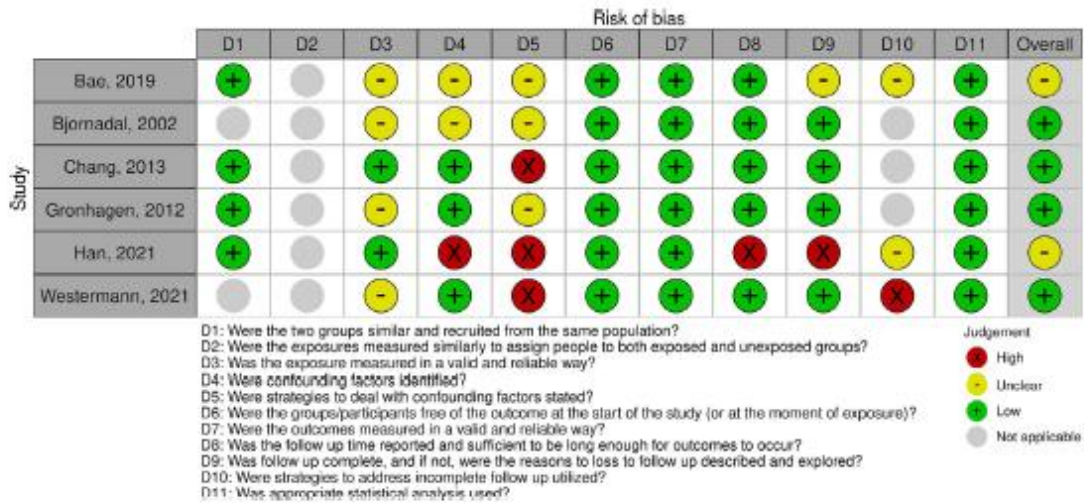 Risk of bias
D1 D2 D3 D4 D5 D6 D7 D8 D9 D10 D11 Overall
Study
Bae, 2019 + - - - + + + - - + -
Bjornadal, 2002 - - - + + + + + +
Chang, 2013 + + + X + + + + + +
Gronhagen, 2012 + - + - + + + + + +
Han, 2021 + + X X + + X X - + -
Westermann, 2021 - + X + + + + X + +
D1: Were the two groups similar and recruited from the same population?
D2: Were the exposures measured similarly to assign people to both exposed and unexposed groups?
D3: Was the exposure measured in a valid and reliable way?
D4: Were confounding factors identified?
D5: Were strategies to deal with confounding factors stated?
D6: Were the groups/participants free of the outcome at the start of the study (or at the moment of exposure)?
D7: Were the outcomes measured in a valid and reliable way?
D8: Was the follow up time reported and sufficient to be long enough for outcomes to occur?
D9: Was follow up complete, and if not, were the reasons to loss to follow up described and explored?
D10: Were strategies to address incomplete follow up utilized?
D11: Was appropriate statistical analysis used?
Judgement
X High
- Unclear
+ Low
Not applicable